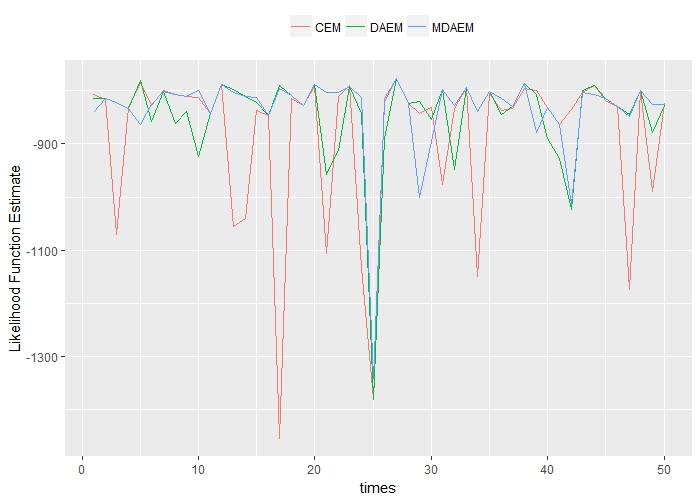 CEM DAEM MDAEM
Likelihood Function Estimate
-900
-1100
-1300
0 10 20 30 40 50
times